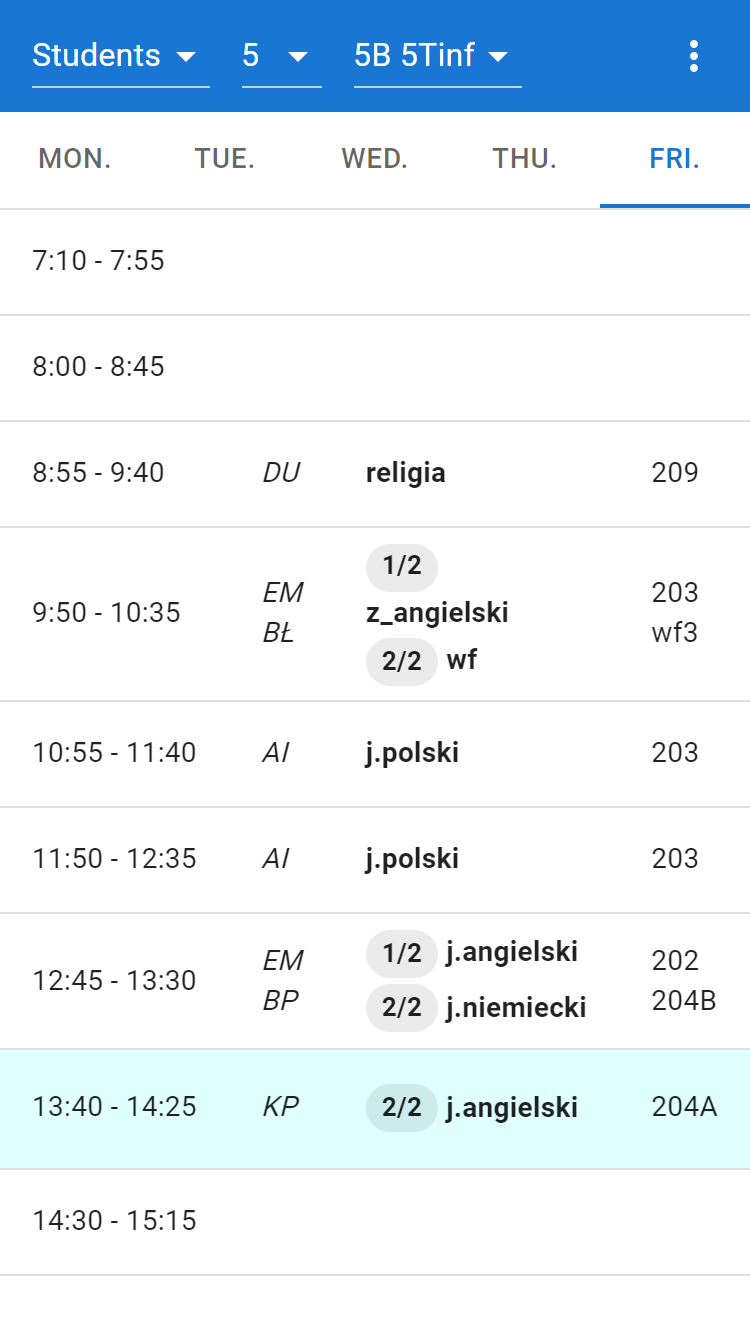 Students 5 5B 5Tinf
MON. TUE. WED. THU. FRI.
7:10 - 7:55
8:00 - 8:45
8:55 - 9:40 DU religia 209
9:50 - 10:35
EM
BŁ
1/2
z_angielski
2/2 wf
203
wf3
10:55 - 11:40 AI j.polski 203
11:50 - 12:35 AI j.polski 203
12:45 - 13:30
EM
BP
1/2 j.angielski
2/2 j.niemiecki
202
204B
13:40 - 14:25 KP 2/2 j.angielski 204A
14:30 - 15:15